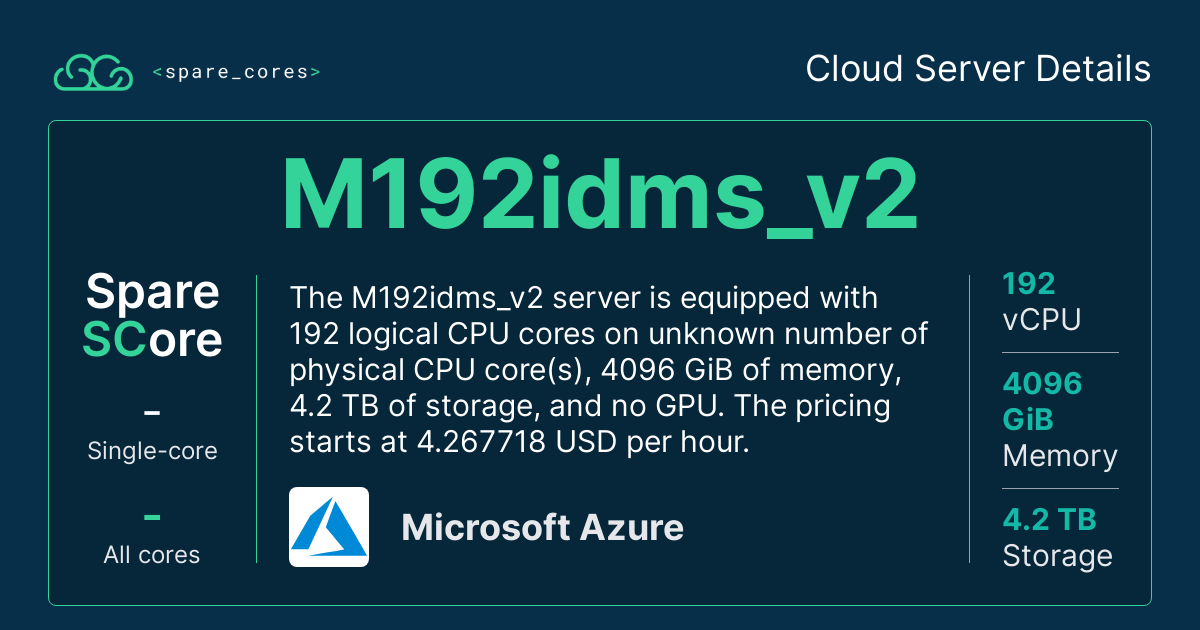 <spare_cores>
Cloud Server Details
M192idms_v2
Spare
SCore
–
Single-core
–
All cores
The M192idms_v2 server is equipped with
192 logical CPU cores on unknown number of
physical CPU core(s), 4096 GiB of memory,
4.2 TB of storage, and no GPU. The pricing
starts at 4.267718 USD per hour.
Microsoft Azure
192
vCPU
4096
GiB
Memory
4.2 TB
Storage